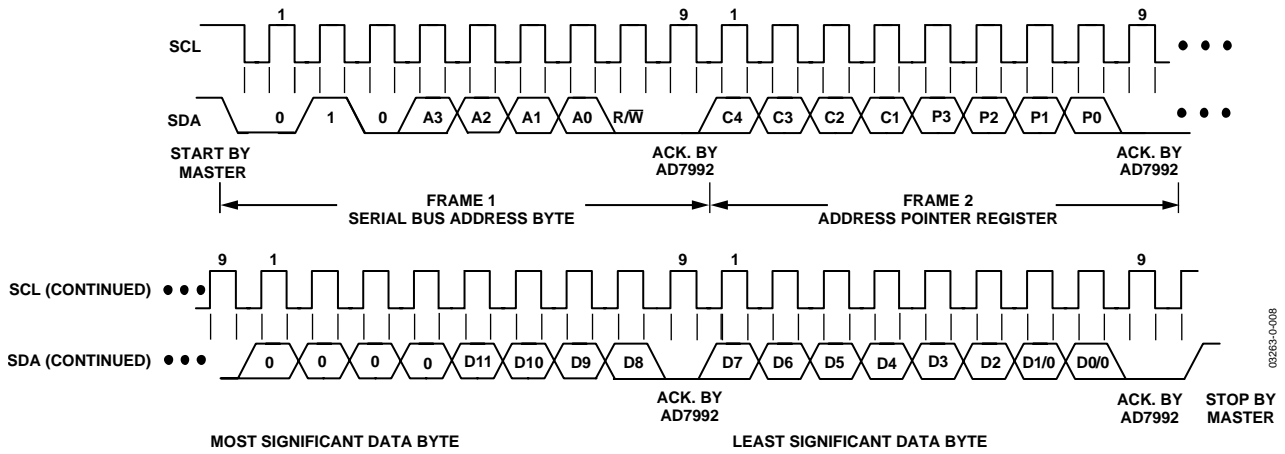 1 9 1 9
SCL
SDA 0 1 0 A3 A2 A1 A0 R/W̅ C4 C3 C2 C1 P3 P2 P1 P0
START BY MASTER
ACK. BY AD7992
ACK. BY AD7992
FRAME 1
SERIAL BUS ADDRESS BYTE
FRAME 2
ADDRESS POINTER REGISTER
9 1 9 1 9
SCL (CONTINUED)
SDA (CONTINUED) 0 0 0 0 D11 D10 D9 D8 D7 D6 D5 D4 D3 D2 D1/0 D0/0
ACK. BY AD7992
ACK. BY AD7992
STOP BY MASTER
MOST SIGNIFICANT DATA BYTE
LEAST SIGNIFICANT DATA BYTE
03263-0-008